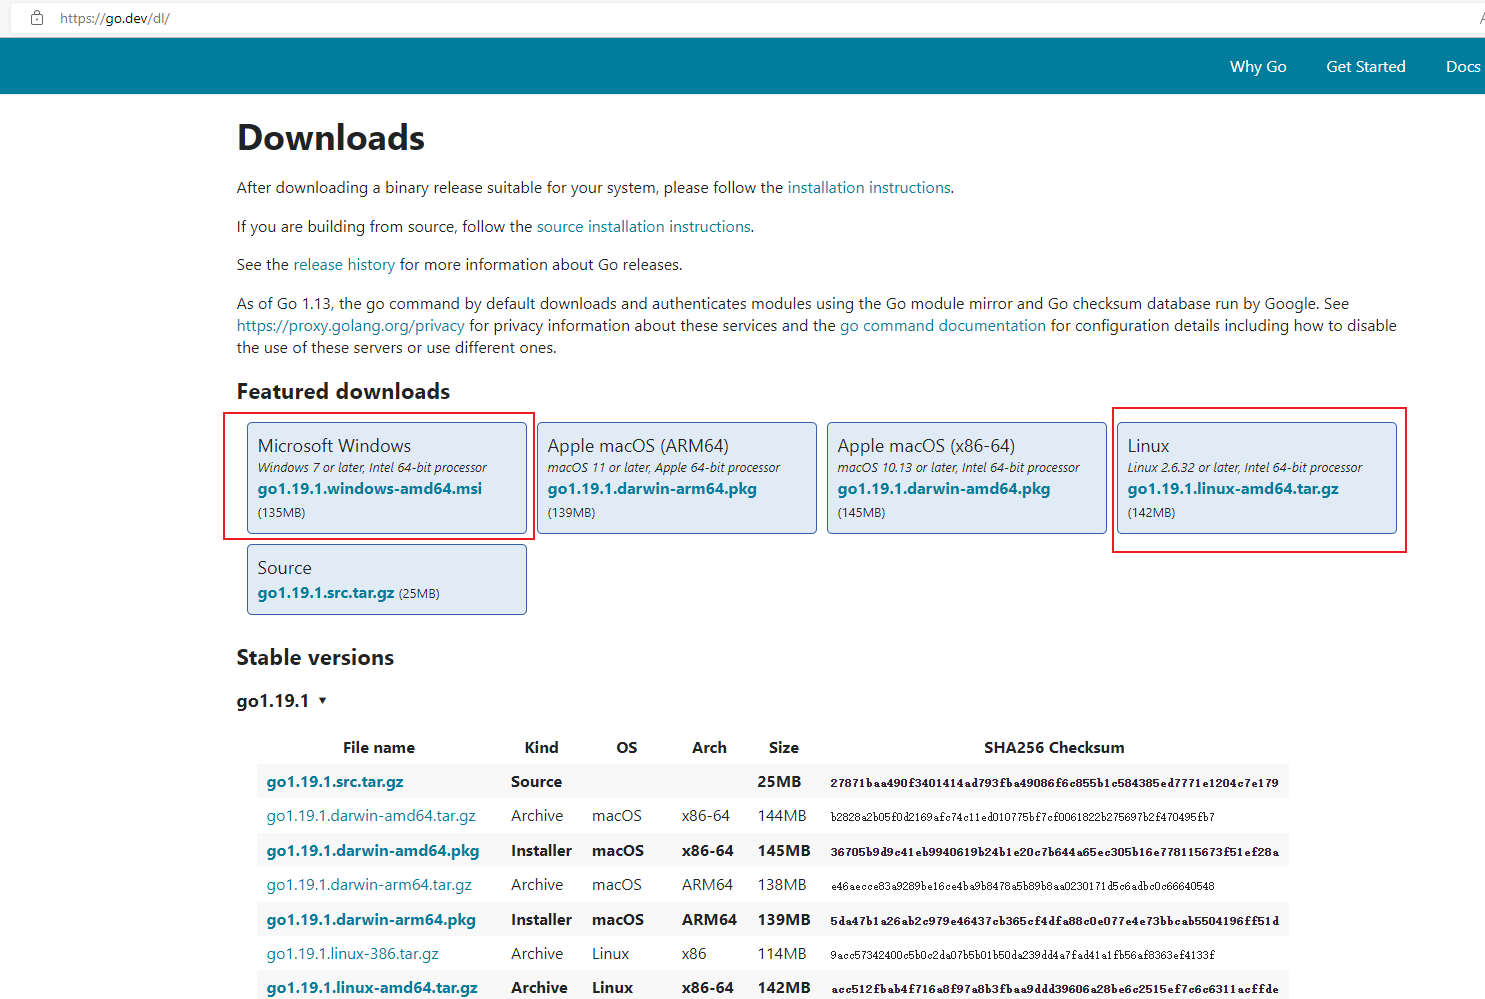 https://go.dev/dl/
Why Go Get Started Docs
Downloads
After downloading a binary release suitable for your system, please follow the installation instructions.
If you are building from source, follow the source installation instructions.
See the release history for more information about Go releases.
As of Go 1.13, the go command by default downloads and authenticates modules using the Go module mirror and Go checksum database run by Google. See
https://proxy.golang.org/privacy for privacy information about these services and the go command documentation for configuration details including how to disable
the use of these servers or use different ones.
Featured downloads
Microsoft Windows
Windows 7 or later, Intel 64-bit processor
go1.19.1.windows-amd64.msi
(135MB)
Apple macOS (ARM64)
macOS 11 or later, Apple 64-bit processor
go1.19.1.darwin-arm64.pkg
(139MB)
Apple macOS (x86-64)
macOS 10.13 or later, Intel 64-bit processor
go1.19.1.darwin-amd64.pkg
(145MB)
Linux
Linux 2.6.32 or later, Intel 64-bit processor
go1.19.1.linux-amd64.tar.gz
(142MB)
Source
go1.19.1.src.tar.gz (25MB)
Stable versions
go1.19.1 ▾
File name Kind OS Arch Size SHA256 Checksum
go1.19.1.src.tar.gz Source 25MB 27871baa490f3401414ad793fba49086f6c855b1c584385ed7771e1204c7e179
go1.19.1.darwin-amd64.tar.gz Archive macOS x86-64 144MB b2828a2b05f0d2169afc74c11ed010775bf7cf0061822b275697b2f470495fb7
go1.19.1.darwin-amd64.pkg Installer macOS x86-64 145MB 36705b9d9c41eb9940619b24b1e20c7b644a65ec305b16e778115673f51ef28a
go1.19.1.darwin-arm64.tar.gz Archive macOS ARM64 138MB e46aecce83a9289be16ce4ba9b8478a5b89b8aa0230171d5c6adbc0c66640548
go1.19.1.darwin-arm64.pkg Installer macOS ARM64 139MB 5da47b1a26ab2c979e46437cb365cf4dfa88c0e077e4e73bbcab5504196ff51d
go1.19.1.linux-386.tar.gz Archive Linux x86 114MB 9acc57342400c5b0c2da07b5b01b50da239dd4a7fad41a1fb56af8363ef4133f
go1.19.1.linux-amd64.tar.gz Archive Linux x86-64 142MB acc512fbab4f716a8f97a8b3fbaa9ddd39606a28be6c2515ef7c6c6311acffde